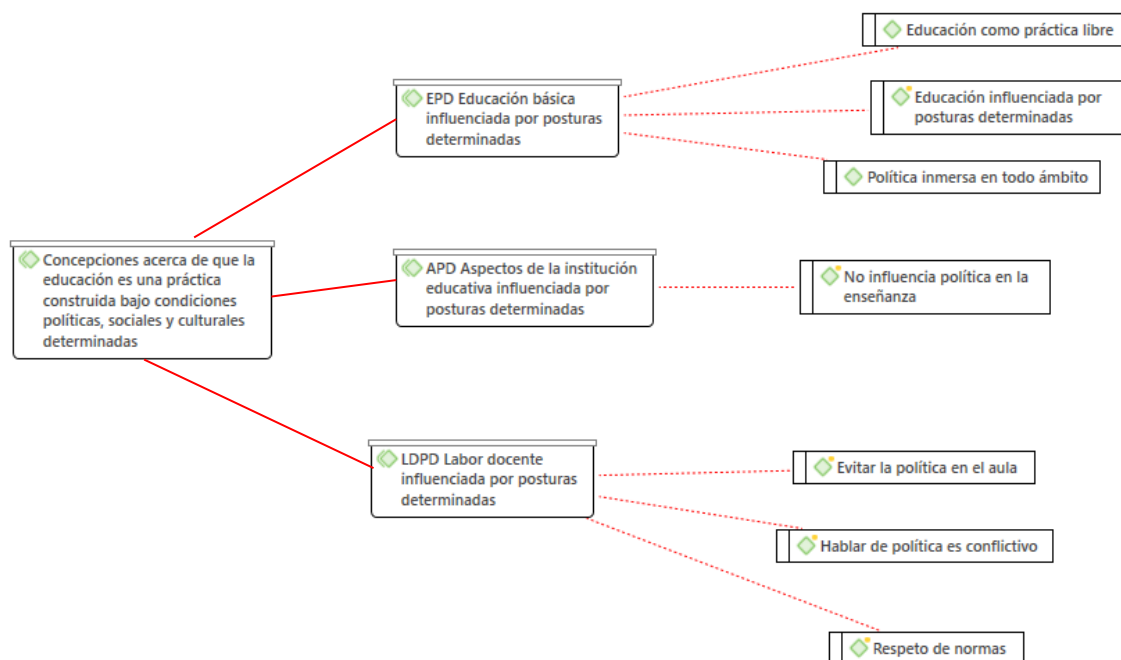 Educación como práctica libre
EPD Educación básica
influenciada por posturas
determinadas
Educación influenciada por
posturas determinadas
Política inmersa en todo ámbito
Concepciones acerca de que la
educación es una práctica
construida bajo condiciones
políticas, sociales y culturales
determinadas
APD Aspectos de la institución
educativa influenciada por
posturas determinadas
No influencia política en la
enseñanza
LDPD Labor docente
influenciada por posturas
determinadas
Evitar la política en el aula
Hablar de política es conflictivo
Respeto de normas